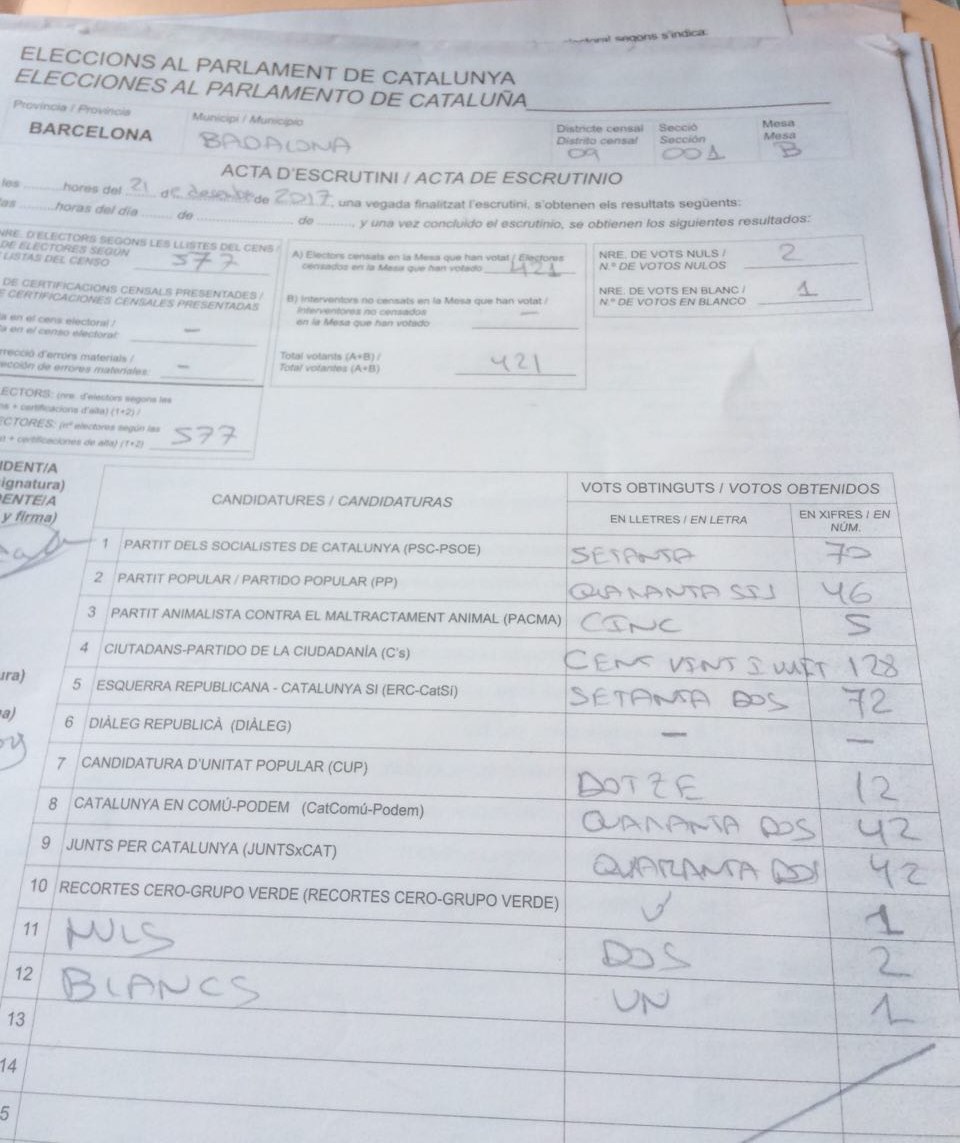 segons s'indica:
ELECCIONS AL PARLAMENT DE CATALUNYA
ELECCIONES AL PARLAMENTO DE CATALUÑA
Província / Provincia
BARCELONA
Municipi / Municipio
BADALONA
Districte censal
Distrito censal
09
Secció
Sección
001
Mesa
Mesa
B
ACTA D'ESCRUTINI / ACTA DE ESCRUTINIO
les ......... hores del 21 de desembre de 2017, una vegada finalitzat l'escrutini, s'obtenen els resultats següents:
las ......... horas del día ........ de ........................ de ........, y una vez concluido el escrutinio, se obtienen los siguientes resultados:
NRE. D'ELECTORS SEGONS LES LLISTES DEL CENS /
DE ELECTORES SEGÚN
LISTAS DEL CENSO
577
DE CERTIFICACIONS CENSALS PRESENTADES /
DE CERTIFICACIONES CENSALES PRESENTADAS
a en el cens electoral /
a en el censo electoral: —
rrecció d'errors materials /
ección de errores materiales: —
ECTORS: (nre. d'electors segons les
+ certificacions d'alta) (1+2) /
ECTORES: (nº electores según las
+ certificaciones de alta) (1+2) 577
A) Electors censats en la Mesa que han votat / Electores
censados en la Mesa que han votado 421
B) Interventors no censats en la Mesa que han votat /
Interventores no censados
en la Mesa que han votado —
Total votants (A+B) /
Total votantes (A+B) 421
NRE. DE VOTS NULS /
N.º DE VOTOS NULOS 2
NRE. DE VOTS EN BLANC /
N.º DE VOTOS EN BLANCO 1
IDENT/A
signatura)
ENTE/A
y firma)
ura)
a)
CANDIDATURES / CANDIDATURAS
VOTS OBTINGUTS / VOTOS OBTENIDOS
EN LLETRES / EN LETRA
EN XIFRES / EN
NÚM.
1 PARTIT DELS SOCIALISTES DE CATALUNYA (PSC-PSOE) SETANTA 70
2 PARTIT POPULAR / PARTIDO POPULAR (PP) QUARANTA SIS 46
3 PARTIT ANIMALISTA CONTRA EL MALTRACTAMENT ANIMAL (PACMA) CINC 5
4 CIUTADANS-PARTIDO DE LA CIUDADANÍA (C's) CENT VINT I VUIT 128
5 ESQUERRA REPUBLICANA - CATALUNYA SI (ERC-CatSí) SETANTA DOS 72
6 DIÀLEG REPUBLICÀ (DIÀLEG) — —
7 CANDIDATURA D'UNITAT POPULAR (CUP) DOTZE 12
8 CATALUNYA EN COMÚ-PODEM (CatComú-Podem) QUARANTA DOS 42
9 JUNTS PER CATALUNYA (JUNTSxCAT) QUARANTA DOS 42
10 RECORTES CERO-GRUPO VERDE (RECORTES CERO-GRUPO VERDE) 1
11 NULS DOS 2
12 BLANCS UN 1
13
14
5